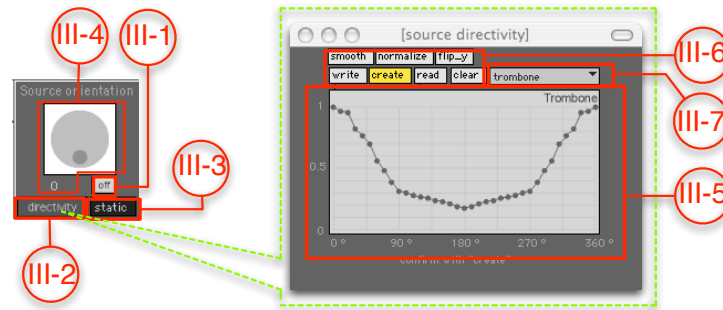 III-4
III-1
[source directivity]
III-6
smooth normalize flip_y
write create read clear trombone
Source orientation
III-7
Trombone
1
III-3
0.5
0 off
III-5
directivity static
0
0 ° 90 ° 180 ° 270 ° 360 °
III-2
confirm with "create"